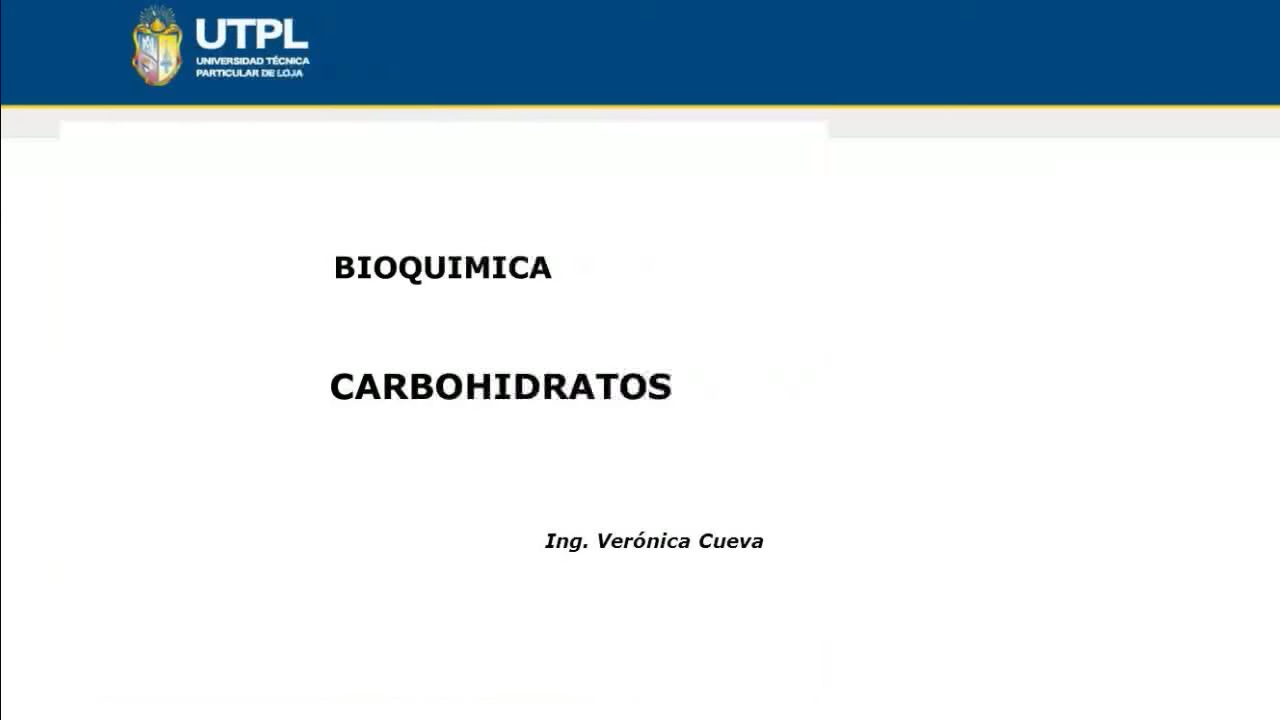 UTPL
UNIVERSIDAD TÉCNICA
PARTICULAR DE LOJA
BIOQUIMICA
CARBOHIDRATOS
Ing. Verónica Cueva